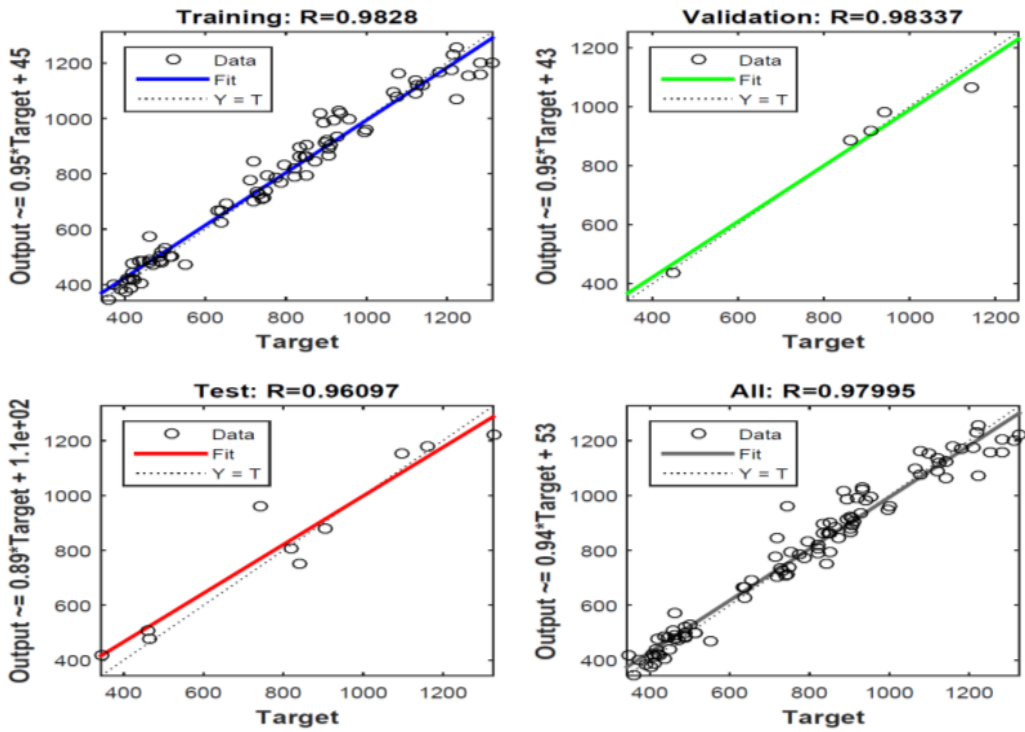 Training: R=0.9828
Output ~= 0.95*Target + 45
Data
Fit
Y = T
1200
1000
800
600
400
400 600 800 1000 1200
Target
Validation: R=0.98337
Output ~= 0.95*Target + 43
Data
Fit
Y = T
1200
1000
800
600
400
400 600 800 1000 1200
Target
Test: R=0.96097
Output ~= 0.89*Target + 1.1e+02
Data
Fit
Y = T
1200
1000
800
600
400
400 600 800 1000 1200
Target
All: R=0.97995
Output ~= 0.94*Target + 53
Data
Fit
Y = T
1200
1000
800
600
400
400 600 800 1000 1200
Target